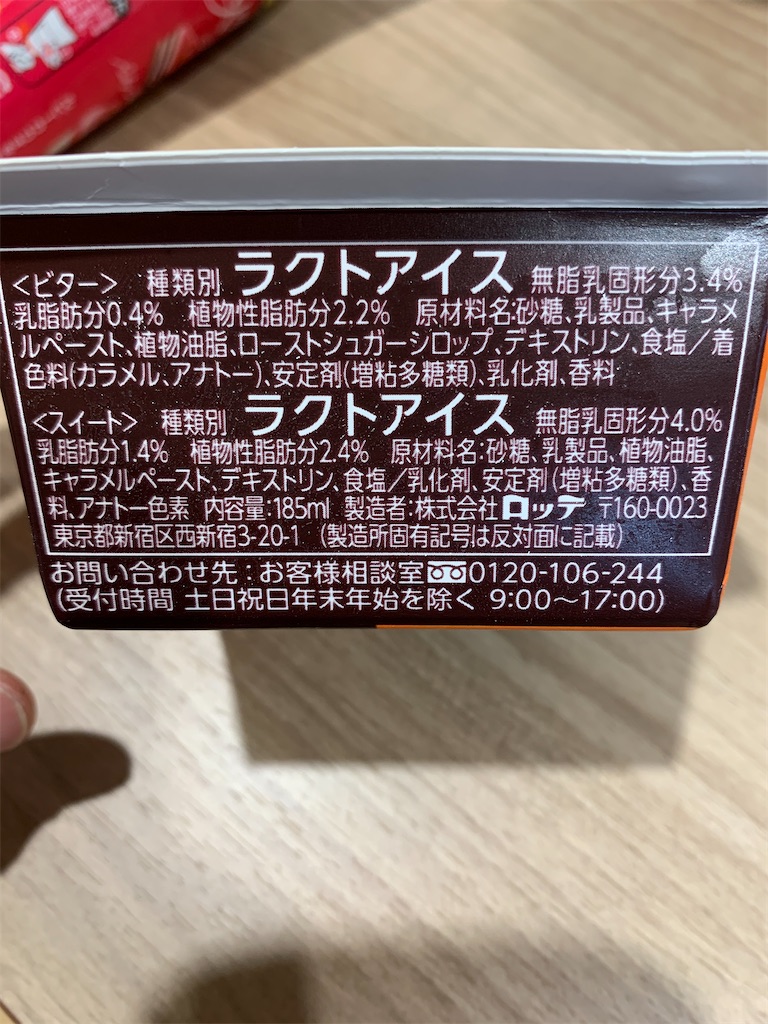 <ビター> 種類別 ラクトアイス 無脂乳固形分3.4%
乳脂肪分0.4% 植物性脂肪分2.2% 原材料名:砂糖、乳製品、キャラメ
ルペースト、植物油脂、ローストシュガーシロップ、デキストリン、食塩／着
色料(カラメル、アナトー)、安定剤(増粘多糖類)、乳化剤、香料
<スイート> 種類別 ラクトアイス 無脂乳固形分4.0%
乳脂肪分1.4% 植物性脂肪分2.4% 原材料名:砂糖、乳製品、植物油脂、
キャラメルペースト、デキストリン、食塩／乳化剤、安定剤(増粘多糖類)、香
料、アナトー色素 内容量:185ml 製造者:株式会社ロッテ 〒160-0023
東京都新宿区西新宿3-20-1 (製造所固有記号は反対面に記載)
お問い合わせ先:お客様相談室 0120-106-244
(受付時間 土日祝日年末年始を除く 9:00〜17:00)